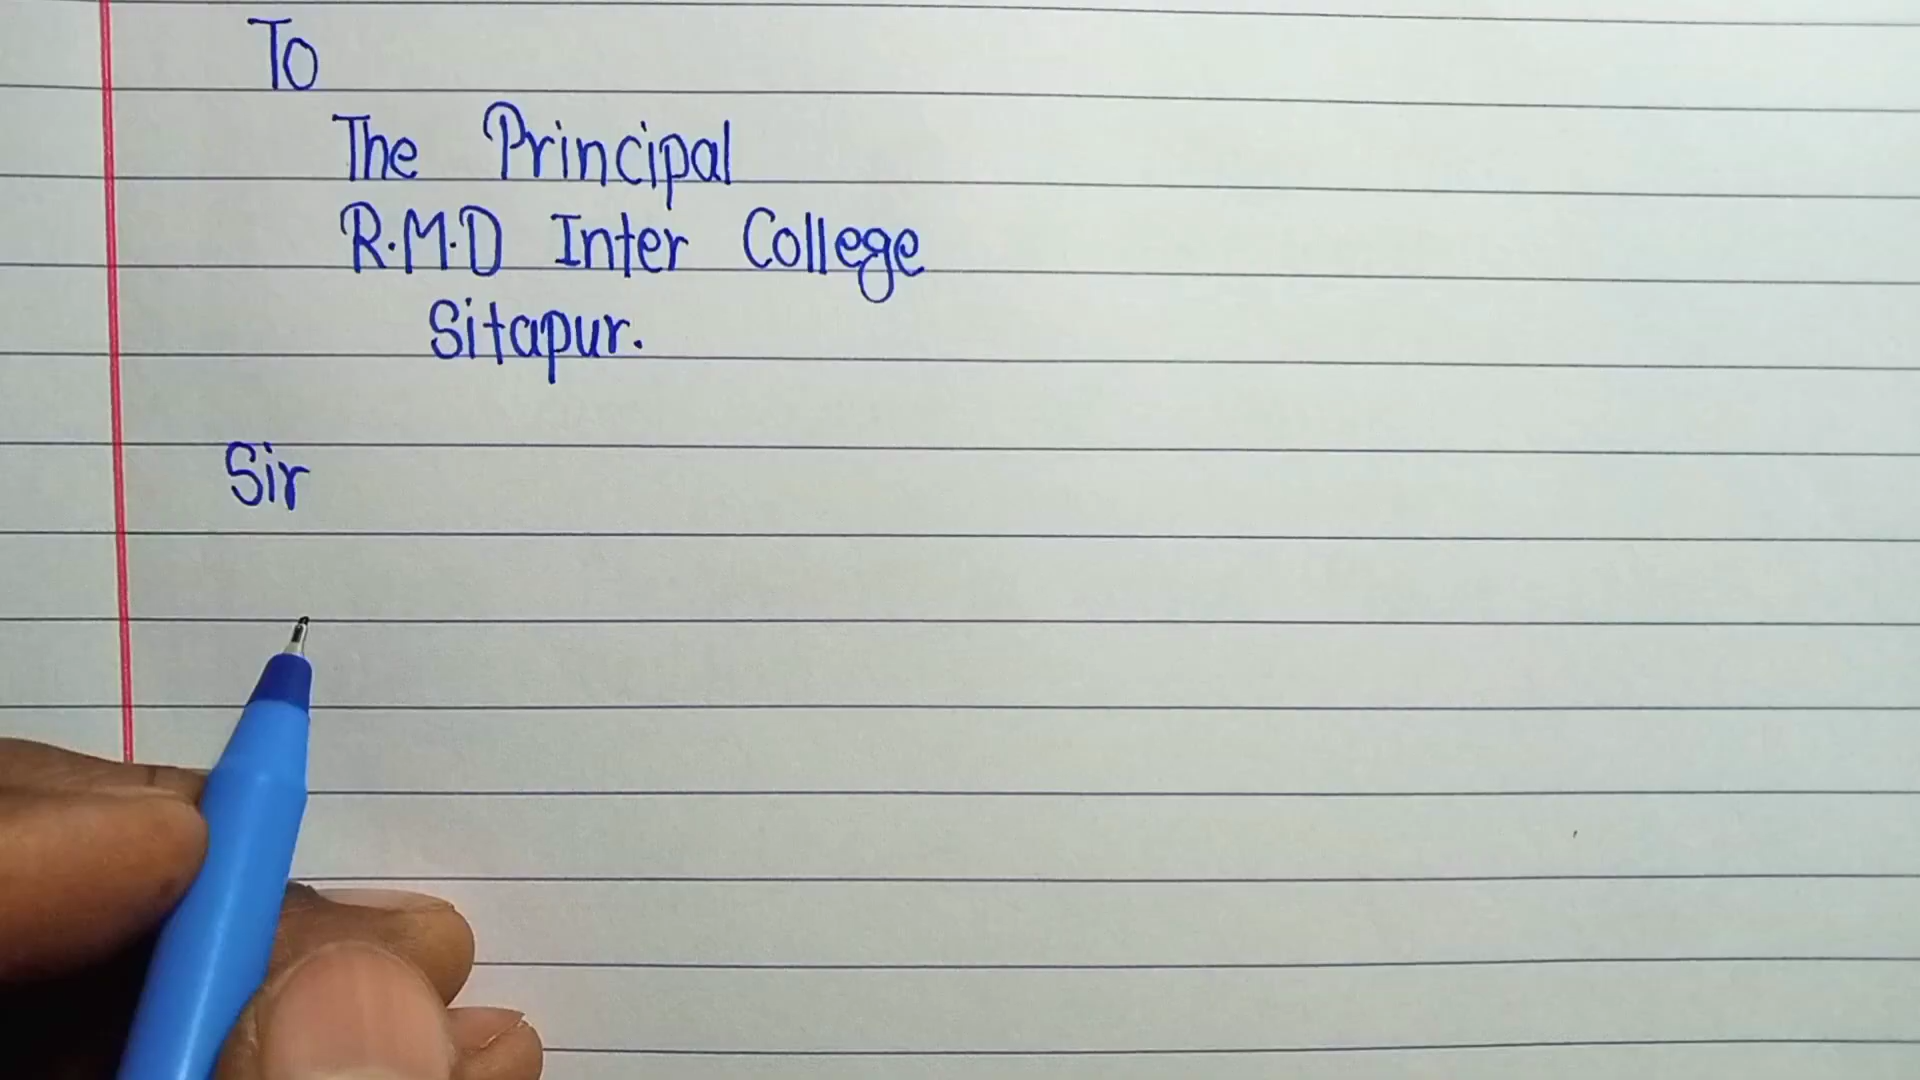 To
The Principal
R.M.D Inter College
Sitapur.
Sir